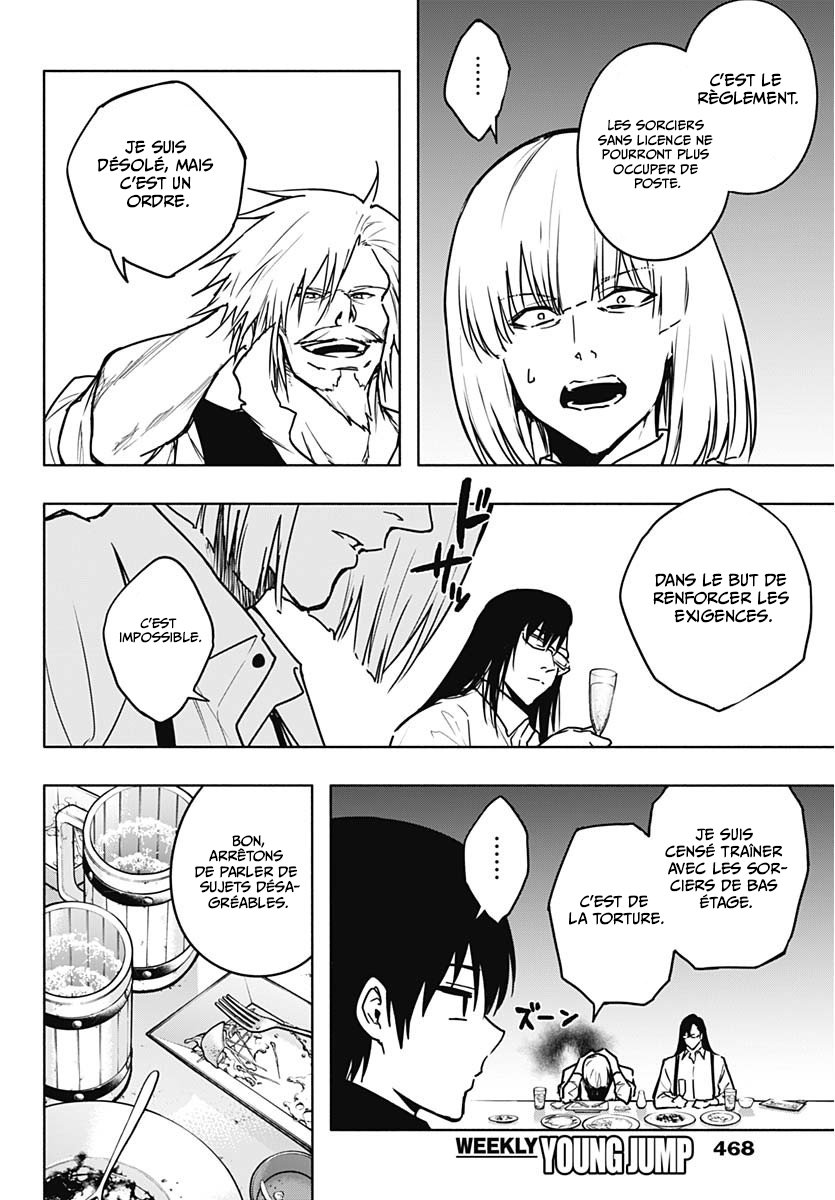 C'EST LE
RÈGLEMENT.
LES SORCIERS
SANS LICENCE NE
POURRONT PLUS
OCCUPER DE
POSTE.
......
JE SUIS
DÉSOLÉ, MAIS
C'EST UN
ORDRE.
DANS LE BUT DE
RENFORCER LES
EXIGENCES.
ドサ
C'EST
IMPOSSIBLE.
JE SUIS
CENSÉ TRAÎNER
AVEC LES SOR-
CIERS DE BAS
ÉTAGE.
C'EST DE
LA TORTURE.
......
ズーン
BON,
ARRÊTONS
DE PARLER DE
SUJETS DÉSA-
GRÉABLES.
WEEKLY YOUNG JUMP 468